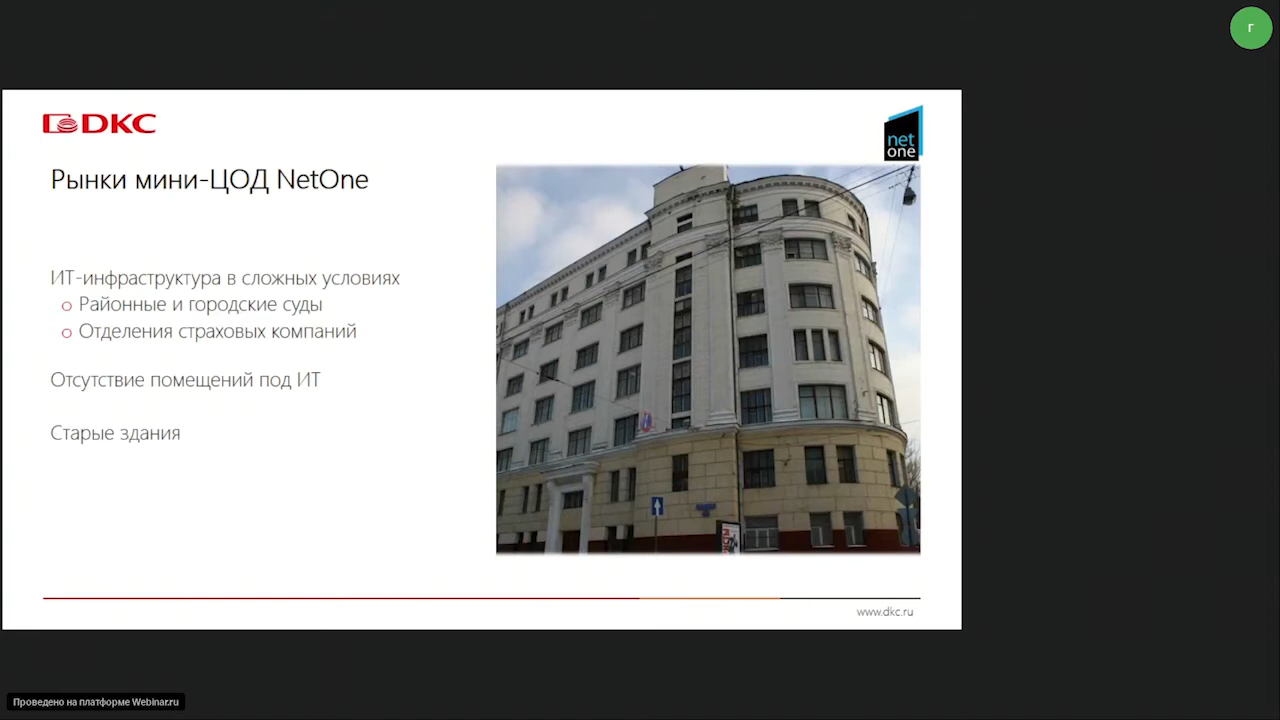 г
DKC
net
one
Рынки мини-ЦОД NetOne
ИТ-инфраструктура в сложных условиях
Районные и городские суды
Отделения страховых компаний
Отсутствие помещений под ИТ
Старые здания
www.dkc.ru
Проведено на платформе Webinar.ru